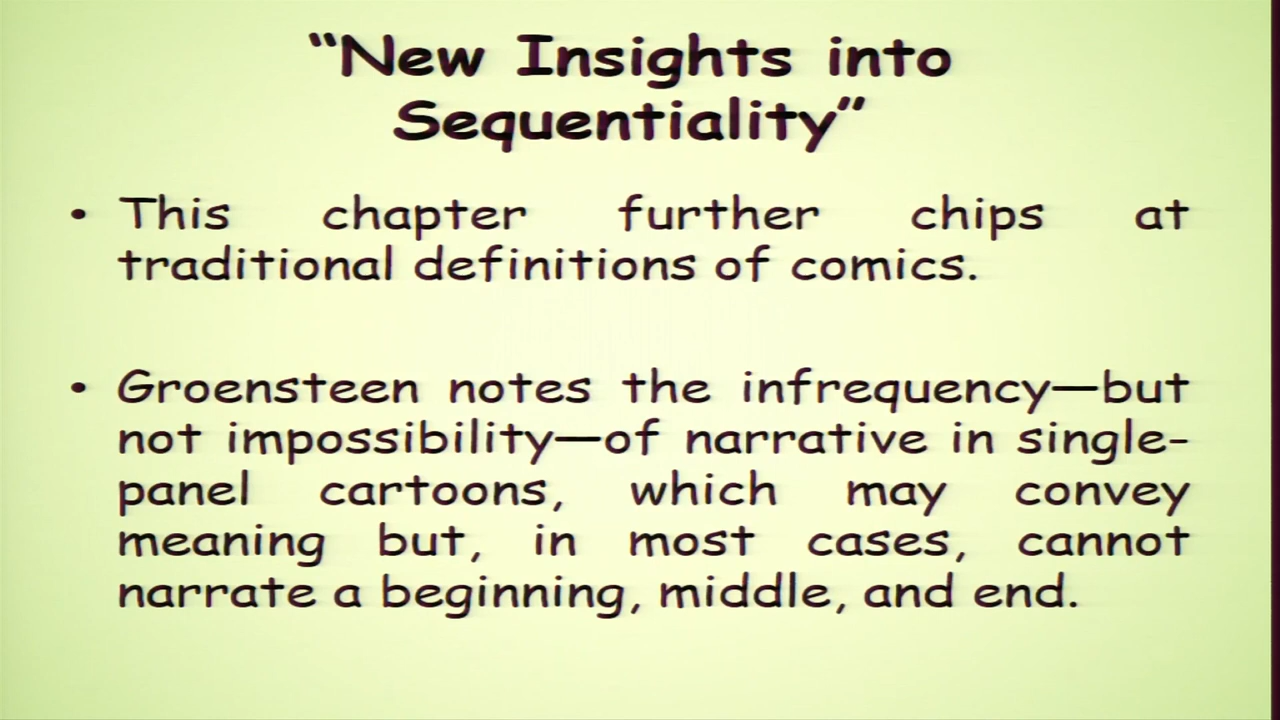 “New Insights into
Sequentiality”
• This chapter further chips at
traditional definitions of comics.
• Groensteen notes the infrequency—but
not impossibility—of narrative in single-
panel cartoons, which may convey
meaning but, in most cases, cannot
narrate a beginning, middle, and end.